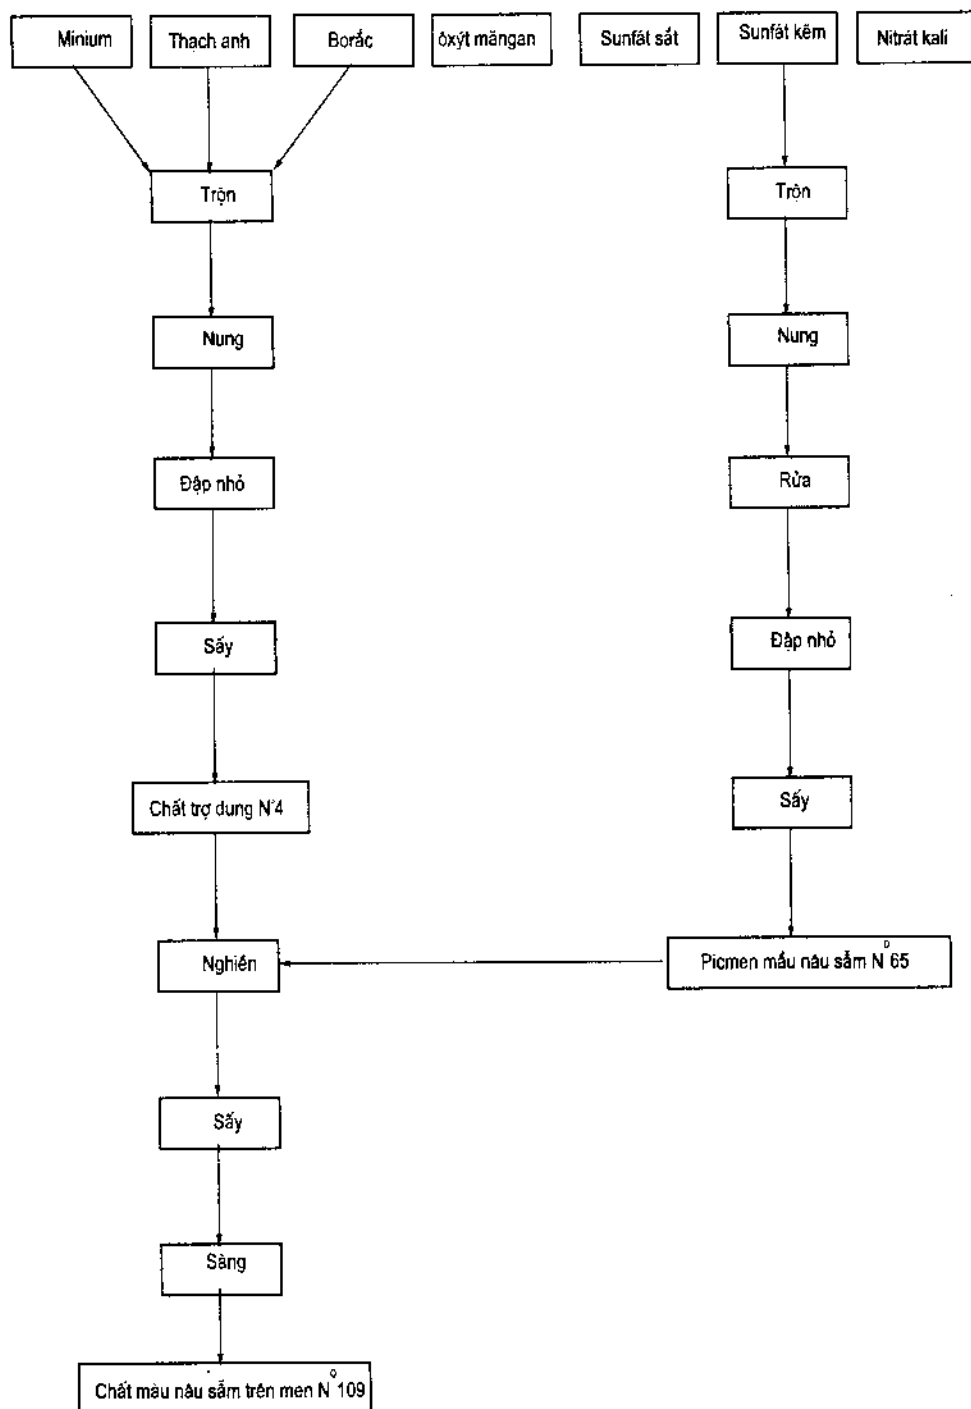 Minium
Thạch anh
Borắc
ôxýt măngan
Sunfát sắt
Sunfát kẽm
Nitrát kali
Trộn
Trộn
Nung
Nung
Đập nhỏ
Rửa
Sấy
Đập nhỏ
Chất trợ dung N°4
Sấy
Nghiền
Picmen mầu nâu sẫm N°65
Sấy
Sàng
Chất màu nâu sẫm trên men N°109